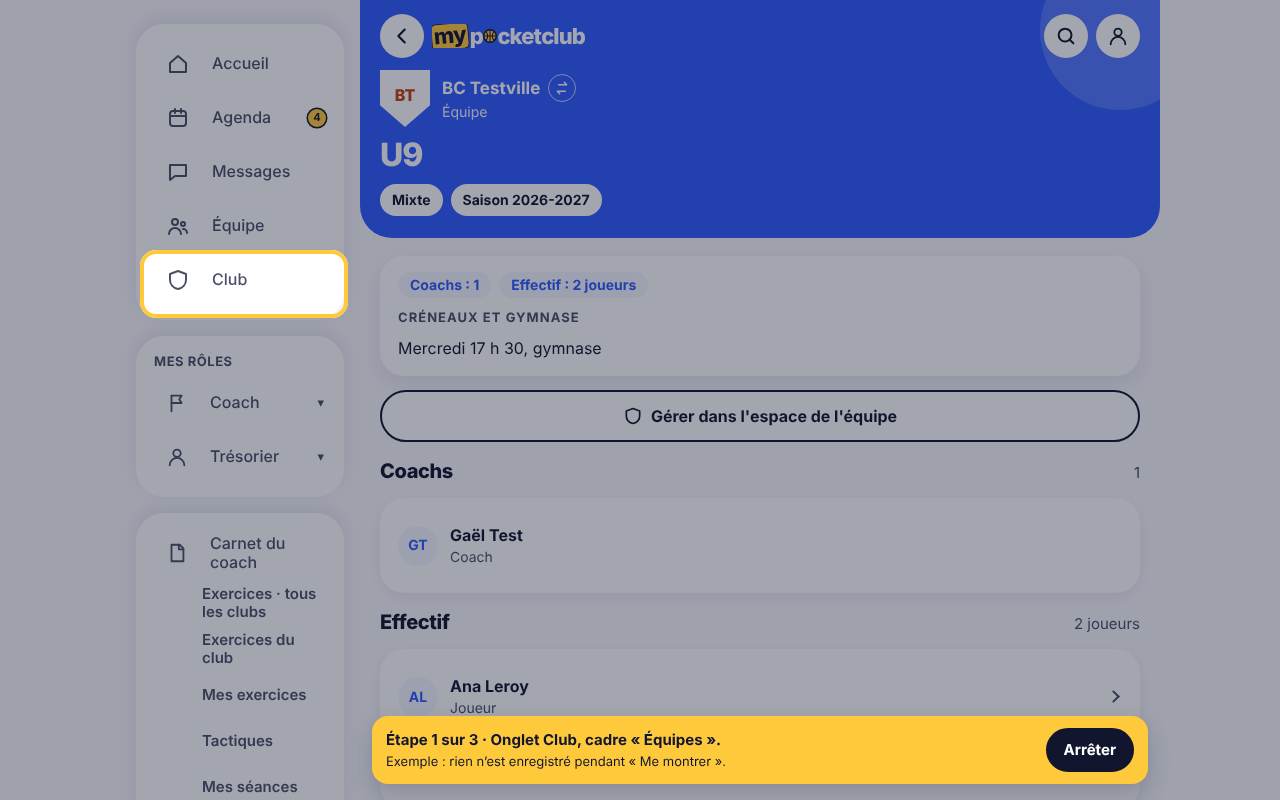 Accueil
Agenda
4
Messages
Équipe
Club
MES RÔLES
Coach
Trésorier
Carnet du
coach
Exercices · tous
les clubs
Exercices du
club
Mes exercices
Tactiques
Mes séances
mypocketclub
BT
BC Testville
Équipe
U9
Mixte
Saison 2026-2027
Coachs : 1
Effectif : 2 joueurs
CRÉNEAUX ET GYMNASE
Mercredi 17 h 30, gymnase
Gérer dans l'espace de l'équipe
Coachs
1
GT
Gaël Test
Coach
Effectif
2 joueurs
AL
Ana Leroy
Joueur
Étape 1 sur 3 · Onglet Club, cadre « Équipes ».
Exemple : rien n’est enregistré pendant « Me montrer ».
Arrêter